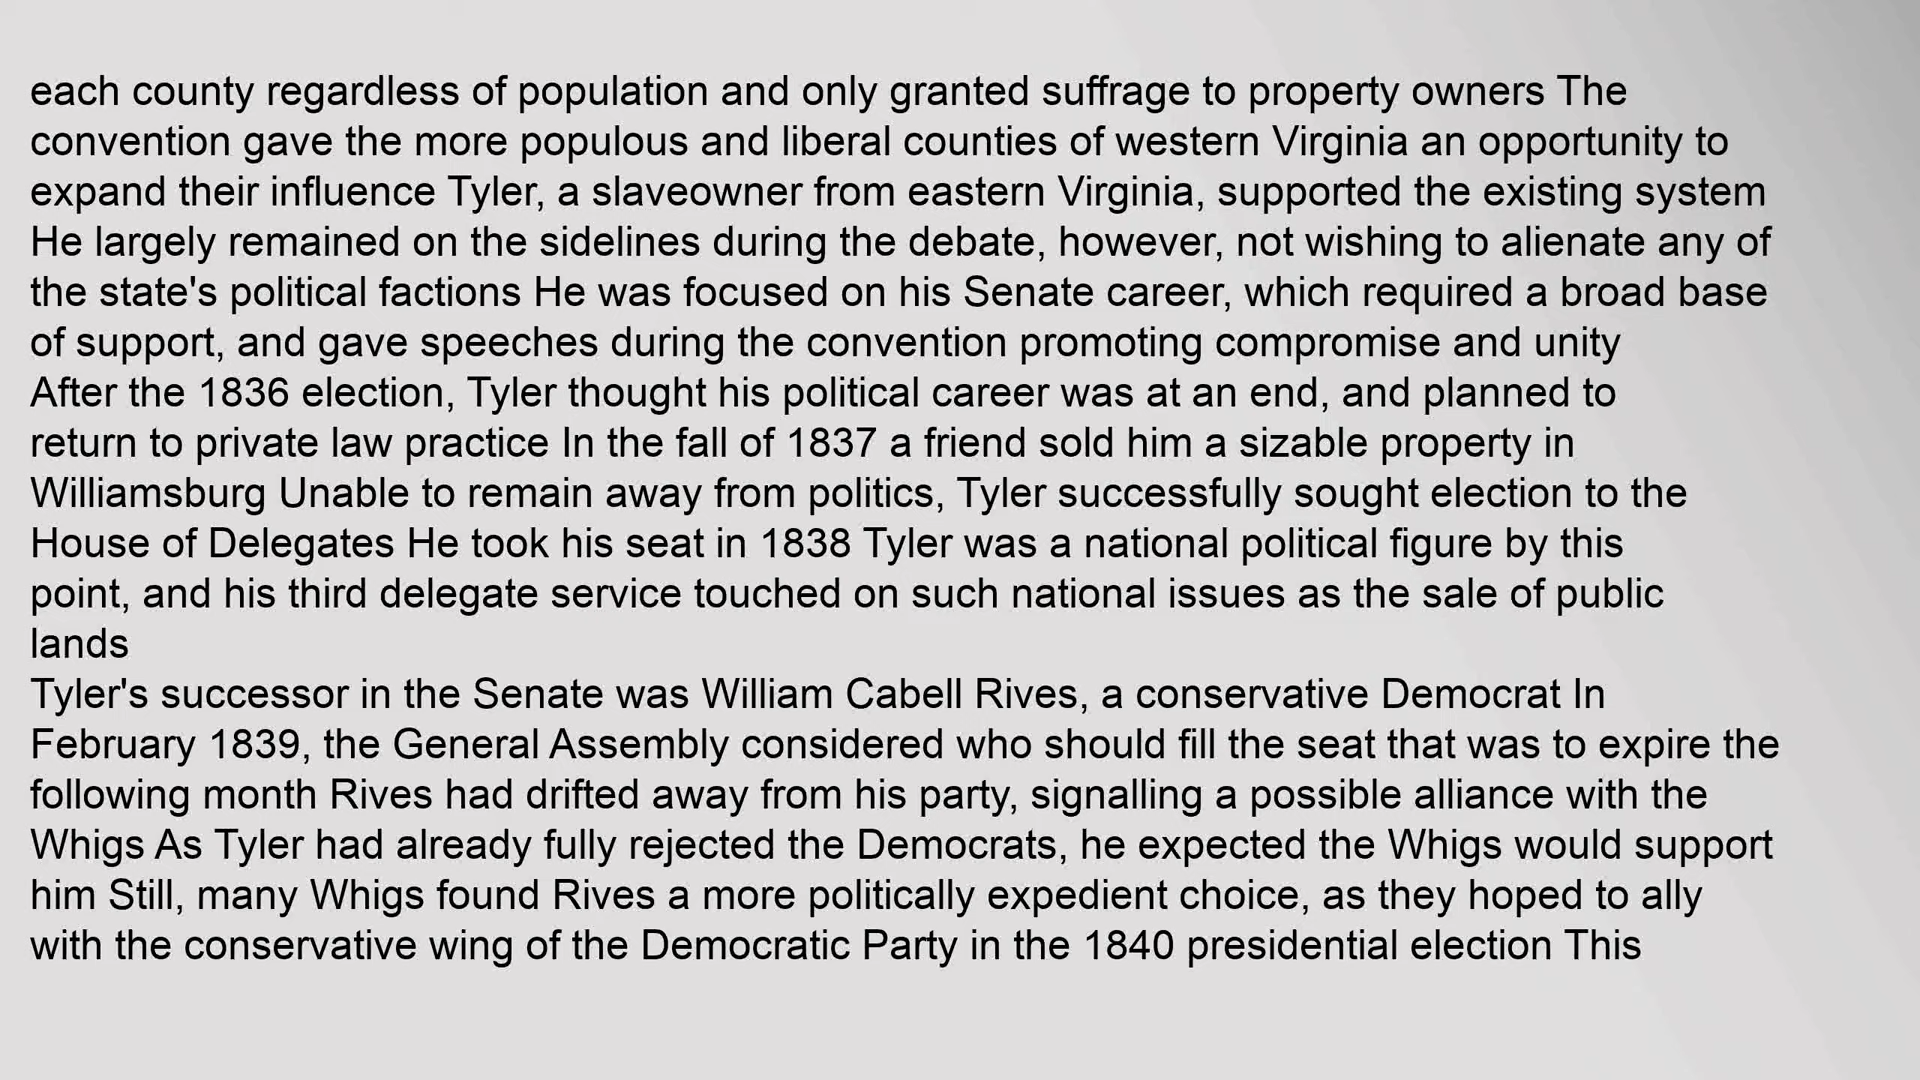 each county regardless of population and only granted suffrage to property owners The
convention gave the more populous and liberal counties of western Virginia an opportunity to
expand their influence Tyler, a slaveowner from eastern Virginia, supported the existing system
He largely remained on the sidelines during the debate, however, not wishing to alienate any of
the state's political factions He was focused on his Senate career, which required a broad base
of support, and gave speeches during the convention promoting compromise and unity
After the 1836 election, Tyler thought his political career was at an end, and planned to
return to private law practice In the fall of 1837 a friend sold him a sizable property in
Williamsburg Unable to remain away from politics, Tyler successfully sought election to the
House of Delegates He took his seat in 1838 Tyler was a national political figure by this
point, and his third delegate service touched on such national issues as the sale of public
lands
Tyler's successor in the Senate was William Cabell Rives, a conservative Democrat In
February 1839, the General Assembly considered who should fill the seat that was to expire the
following month Rives had drifted away from his party, signalling a possible alliance with the
Whigs As Tyler had already fully rejected the Democrats, he expected the Whigs would support
him Still, many Whigs found Rives a more politically expedient choice, as they hoped to ally
with the conservative wing of the Democratic Party in the 1840 presidential election This